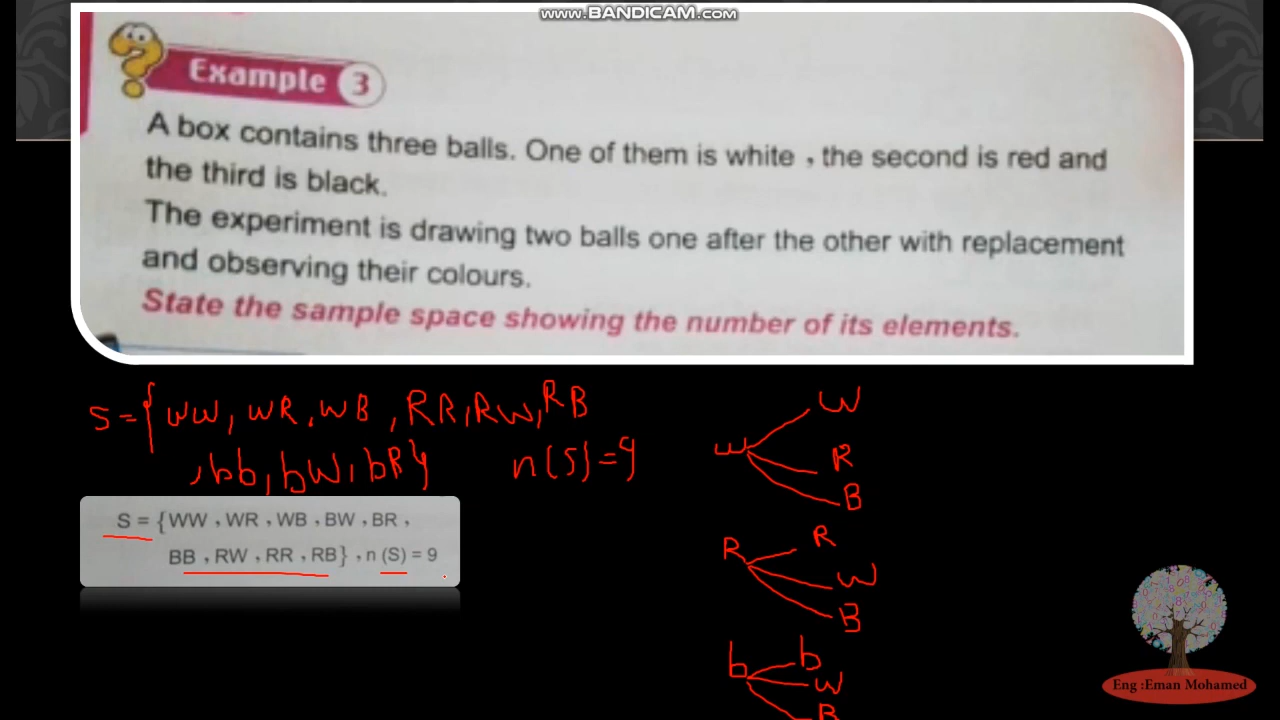 www.BANDICAM.com
Example 3
A box contains three balls. One of them is white , the second is red and
the third is black.
The experiment is drawing two balls one after the other with replacement
and observing their colours.
State the sample space showing the number of its elements.
S={ WW, WR, WB, RR, RW, RB
, bb, bW, bR} n(S)=9
S = {WW , WR , WB , BW , BR ,
BB , RW , RR , RB} , n (S) = 9
W
W
R
B
R
R
W
B
b
b
W
R
Eng :Eman Mohamed